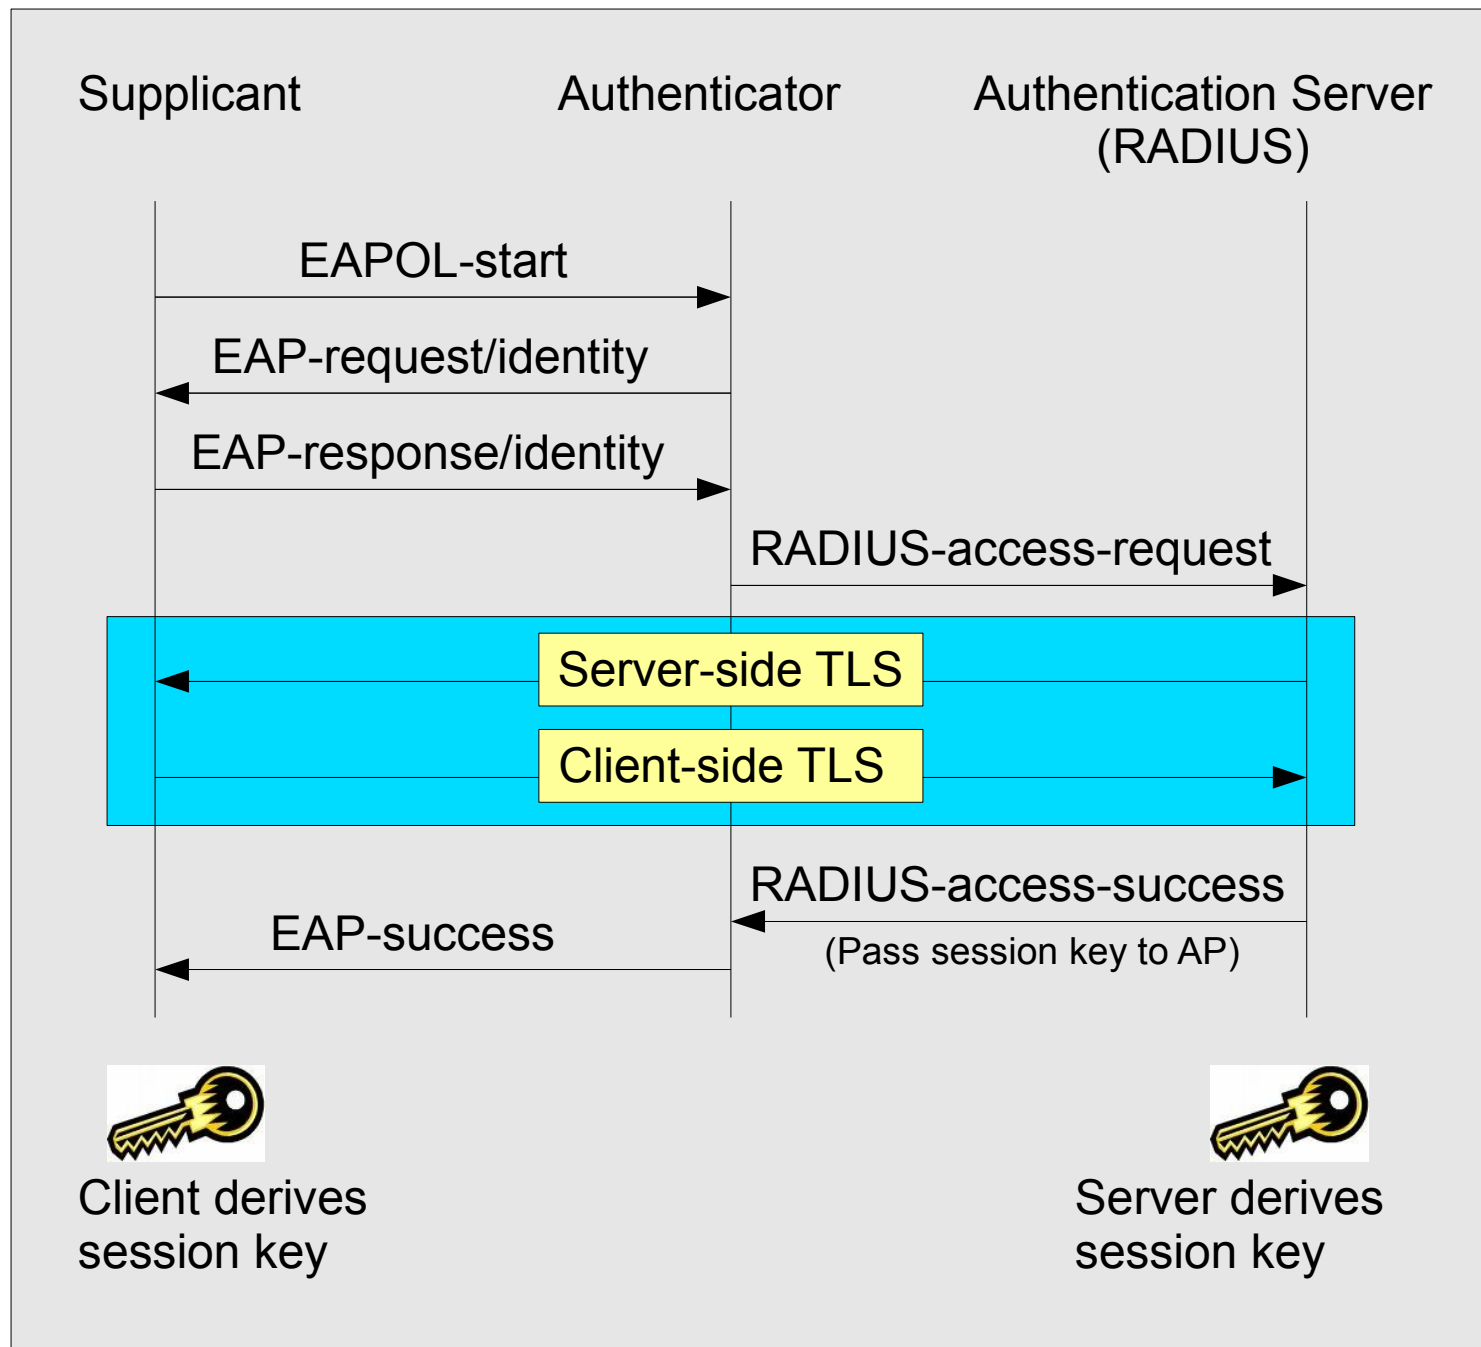 Supplicant
Authenticator
Authentication Server
(RADIUS)
EAPOL-start
EAP-request/identity
EAP-response/identity
RADIUS-access-request
Server-side TLS
Client-side TLS
RADIUS-access-success
EAP-success
(Pass session key to AP)
Client derives
session key
Server derives
session key